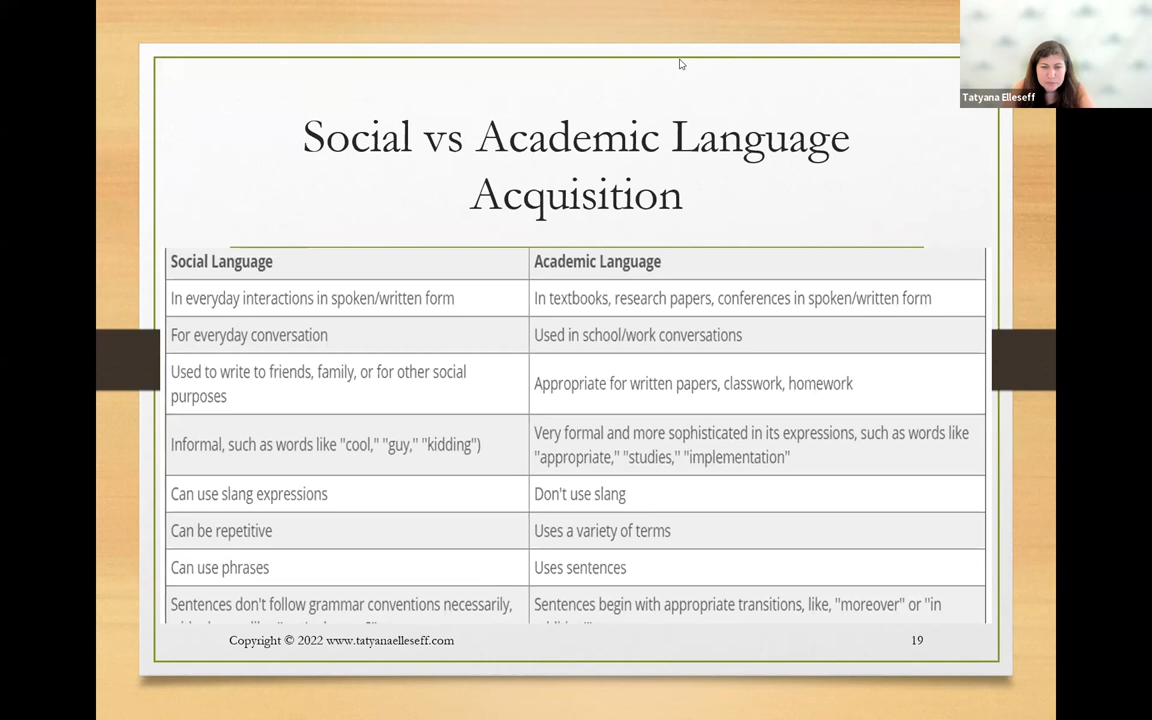 Tatyana Elleseff
Social vs Academic Language
Acquisition
Social Language
Academic Language
In everyday interactions in spoken/written form
In textbooks, research papers, conferences in spoken/written form
For everyday conversation
Used in school/work conversations
Used to write to friends, family, or for other social
purposes
Appropriate for written papers, classwork, homework
Informal, such as words like "cool," "guy," "kidding")
Very formal and more sophisticated in its expressions, such as words like
"appropriate," "studies," "implementation"
Can use slang expressions
Don't use slang
Can be repetitive
Uses a variety of terms
Can use phrases
Uses sentences
Sentences don't follow grammar conventions necessarily,
Sentences begin with appropriate transitions, like, "moreover" or "in
Copyright © 2022 www.tatyanaelleseff.com
19